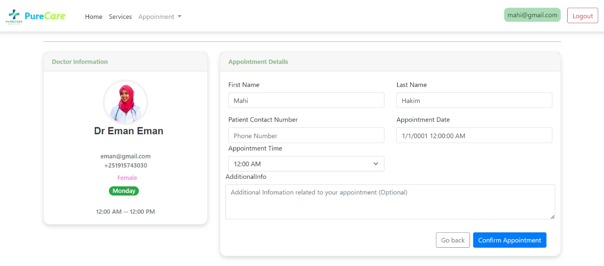 PURECARE
PureCare
Home Services Appoinment
mahi@gmail.com
Logout
Doctor Information
Dr Eman Eman
eman@gmail.com
+251915743030
Female
Monday
12:00 AM -- 12:00 PM
Appointment Details
First Name
Last Name
Mahi
Hakim
Patient Contact Number
Appointment Date
Phone Number
1/1/0001 12:00:00 AM
Appointment Time
12:00 AM
AdditionalInfo
Additional Infomation related to your appointment (Optional)
Go back
Confirm Appointment